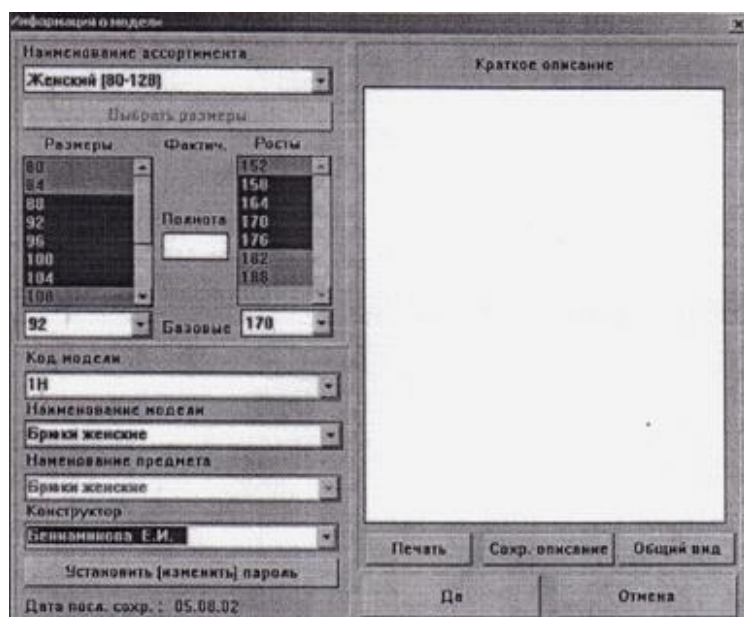 Информация о модели
Наименование ассортимента
Женский [80-128]
Выбрать размеры
Размеры
Фактич.
Росты
80
84
88
92
96
100
104
108
Полнота
152
158
164
170
176
182
188
92
Базовые
170
Код модели
1Н
Наименование модели
Брюки женские
Наменование предмета
Брюки женские
Конструктор
Бениаминова Е.И.
Установить [изменить] пароль
Дата посл. сохр. : 05.08.02
Краткое описание
Печать
Сохр. описание
Общий вид
Да
Отмена